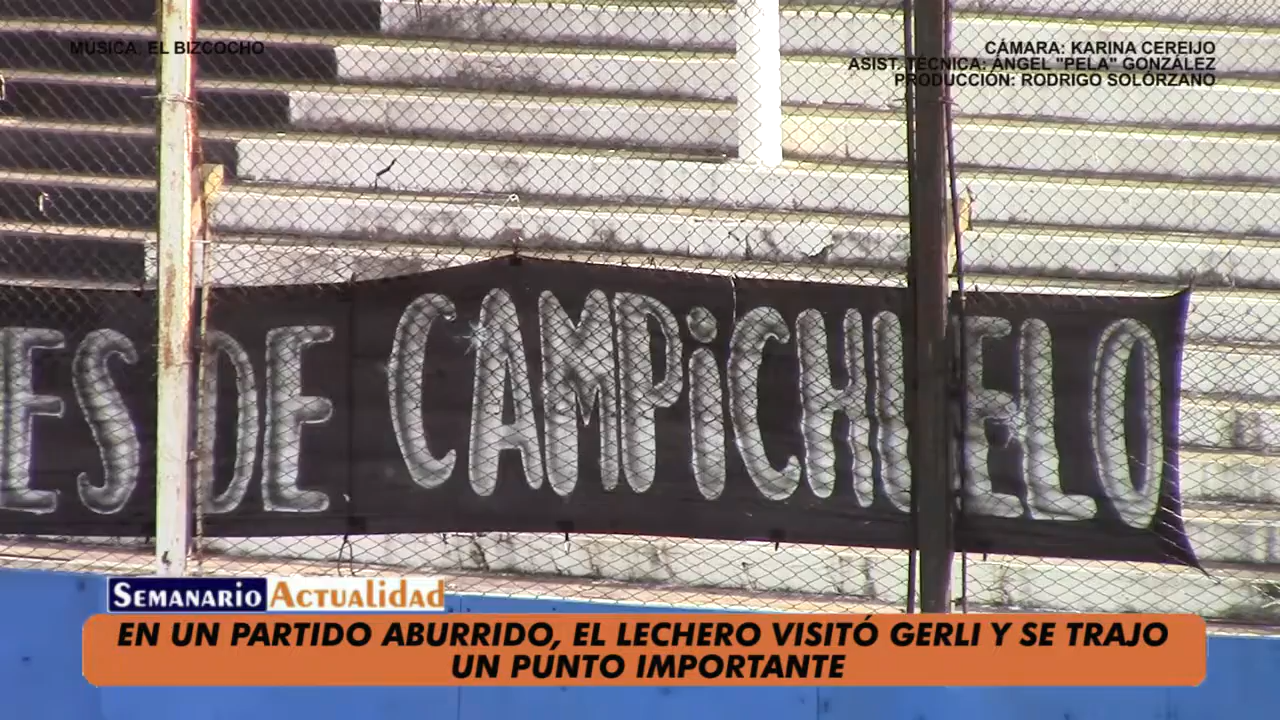 MUSICA: EL BIZCOCHO
CÁMARA: KARINA CEREIJO
ASIST. TÉCNICA: ÁNGEL "PELA" GONZÁLEZ
PRODUCCIÓN: RODRIGO SOLÓRZANO
ES DE CAMPiCHUELO
SEMANARIO ACTUALIDAD
EN UN PARTIDO ABURRIDO, EL LECHERO VISITÓ GERLI Y SE TRAJO
UN PUNTO IMPORTANTE